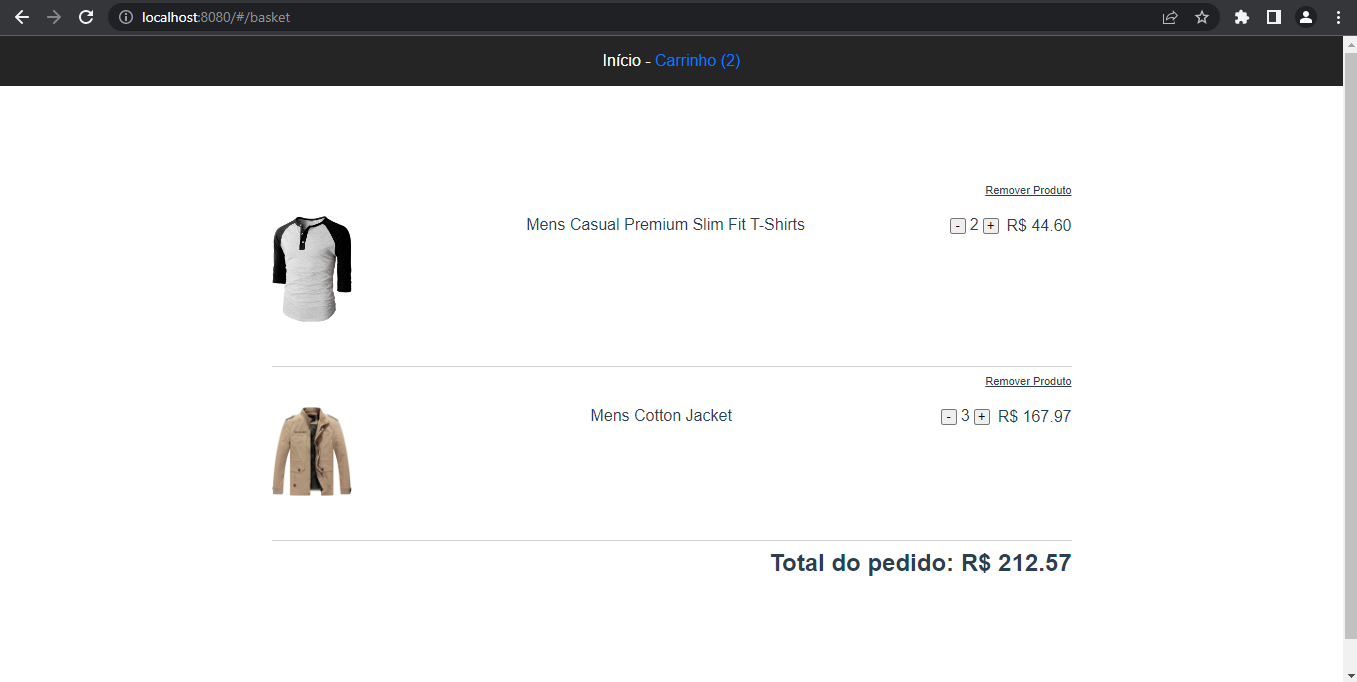 localhost:8080/#/basket
Início - Carrinho (2)
Remover Produto
Mens Casual Premium Slim Fit T-Shirts
- 2 + R$ 44.60
Remover Produto
Mens Cotton Jacket
- 3 + R$ 167.97
Total do pedido: R$ 212.57